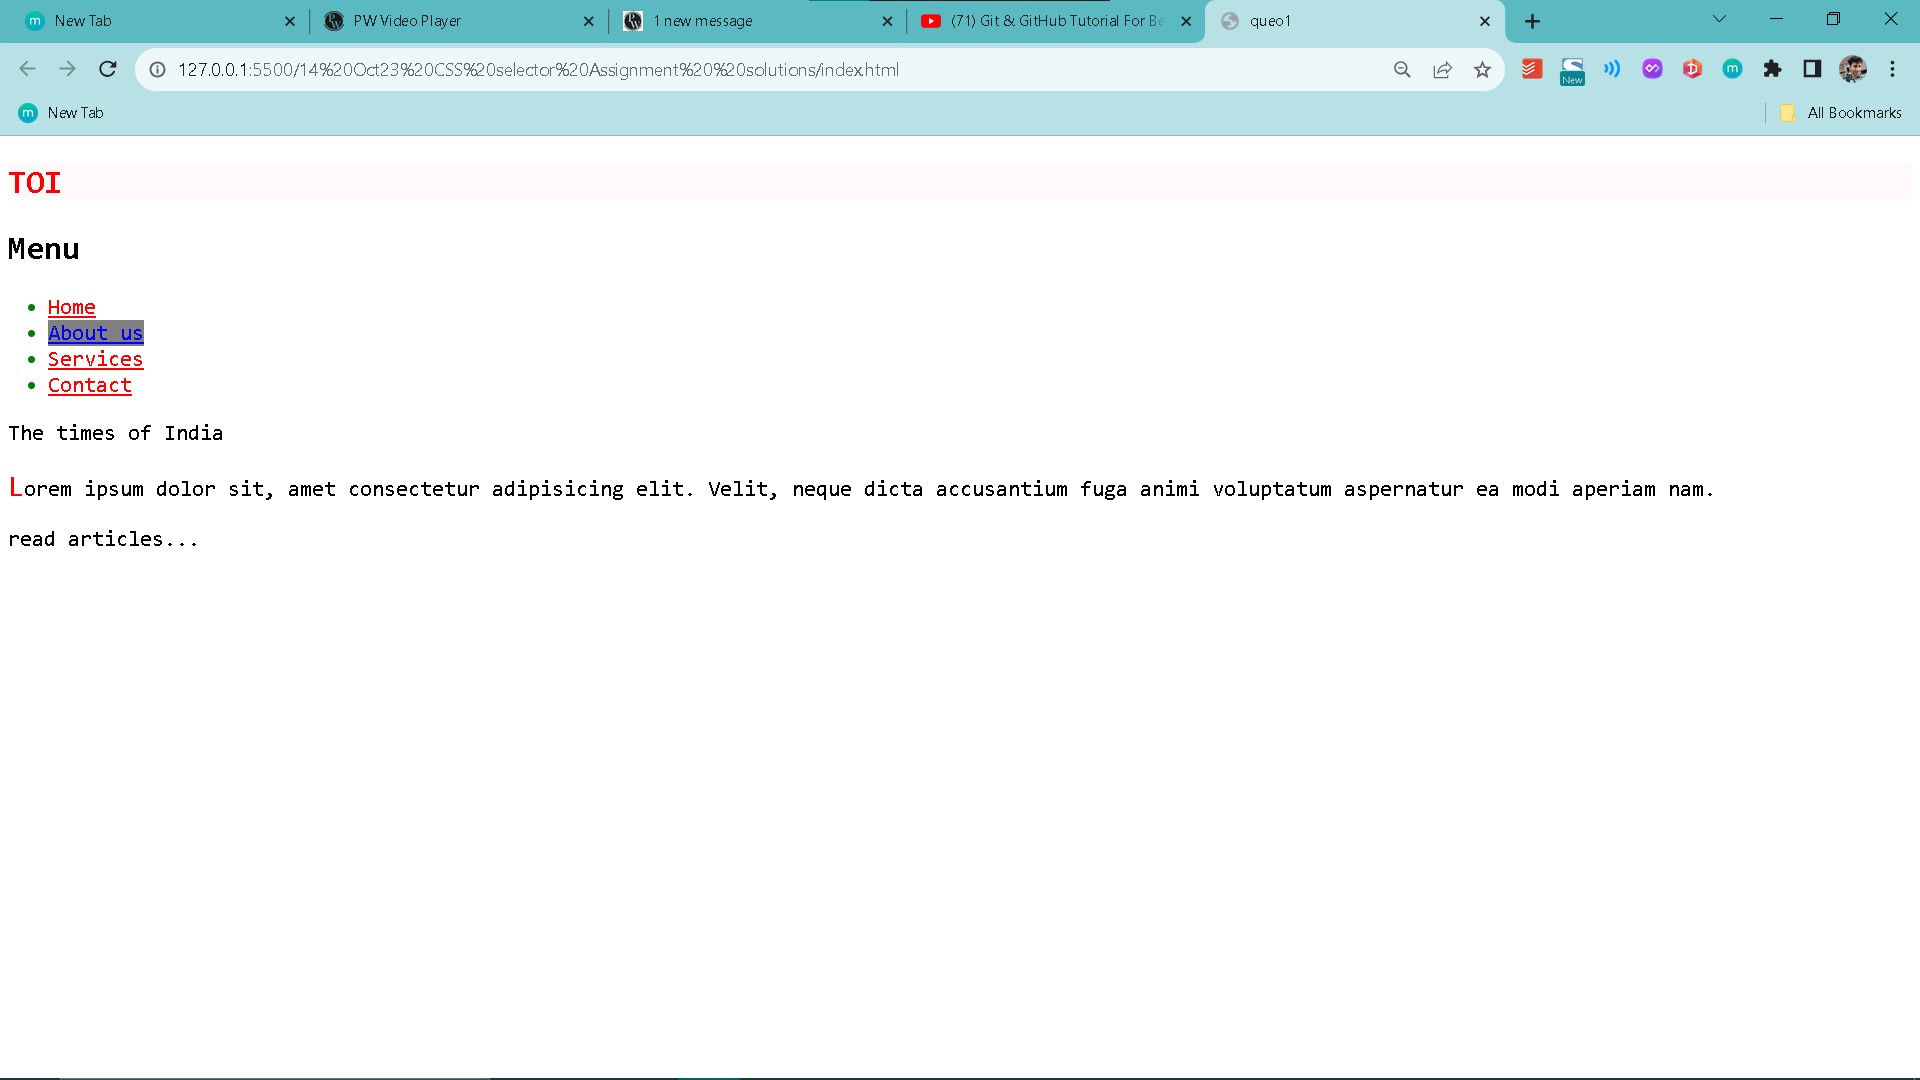 New Tab
PW Video Player
1 new message
(71) Git & GitHub Tutorial For Be
queo1
127.0.0.1:5500/14%20Oct23%20CSS%20selector%20Assignment%20%20solutions/index.html
New
m New Tab
All Bookmarks
TOI
Menu
Home
About us
Services
Contact
The times of India
Lorem ipsum dolor sit, amet consectetur adipisicing elit. Velit, neque dicta accusantium fuga animi voluptatum aspernatur ea modi aperiam nam.
read articles...